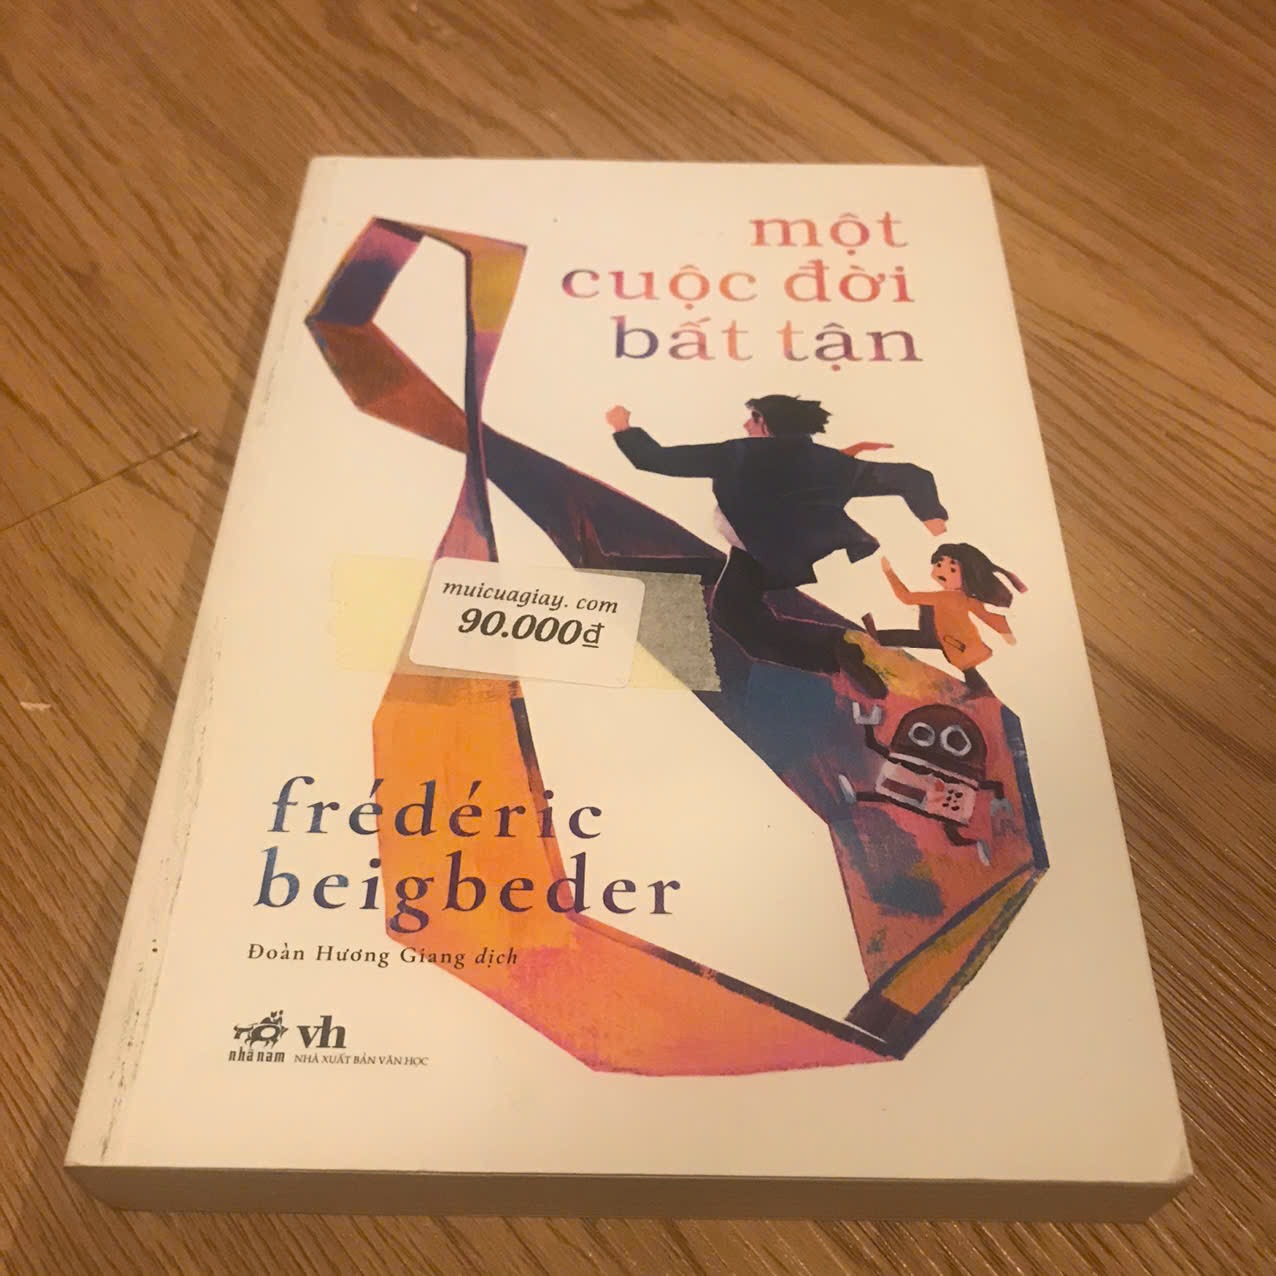 một
cuộc đời
bất tận
muicuagiay. com
90.000đ
frédéric
beigbeder
Đoàn Hương Giang dịch
nhã nam
vh
NHÀ XUẤT BẢN VĂN HỌC